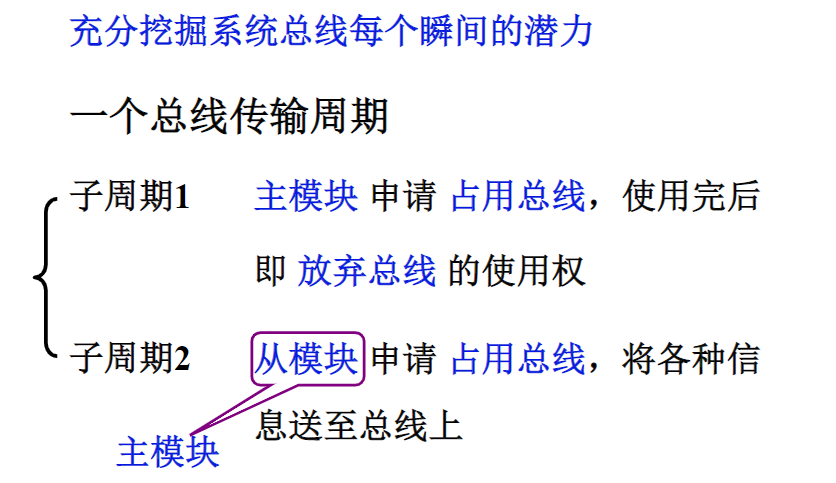 充分挖掘系统总线每个瞬间的潜力
一个总线传输周期
子周期1 主模块 申请 占用总线，使用完后
即 放弃总线 的使用权
子周期2 从模块 申请 占用总线，将各种信
息送至总线上
主模块